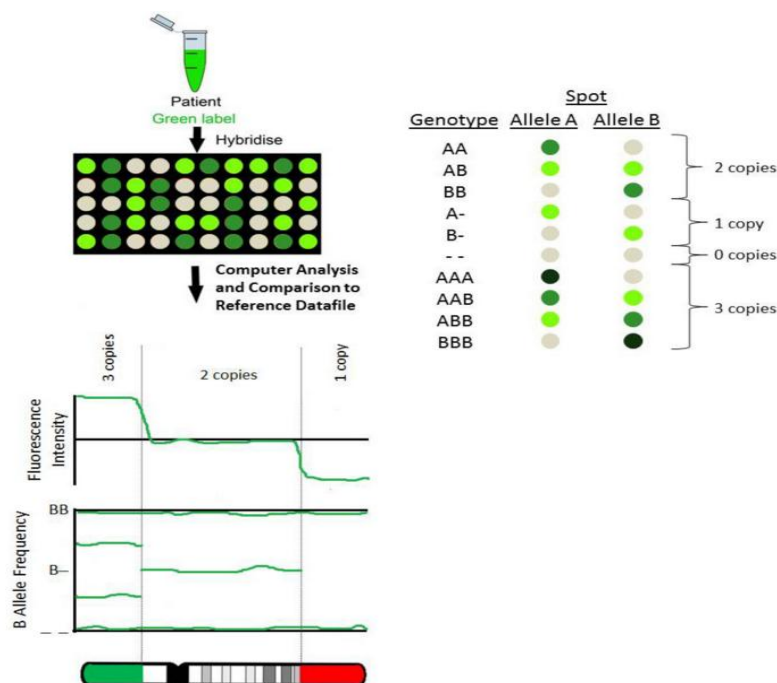 Patient
Green label
Hybridise
Computer Analysis
and Comparison to
Reference Datafile
Spot
Genotype Allele A Allele B
AA
AB
BB
2 copies
A-
B-
1 copy
- -
0 copies
AAA
AAB
ABB
BBB
3 copies
3 copies
2 copies
1 copy
Fluorescence
Intensity
B Allele Frequency
BB
B–
– –